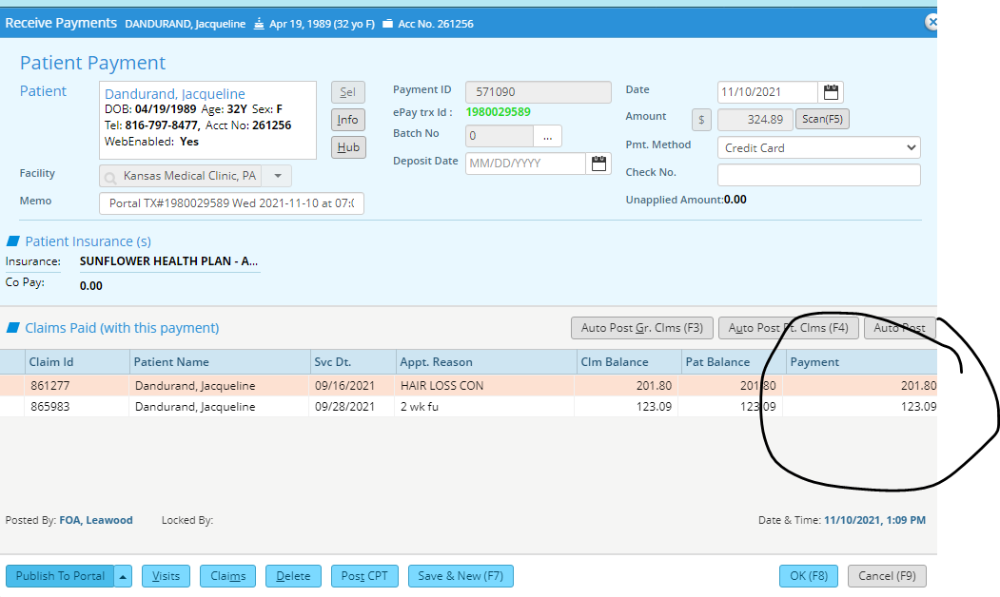 Receive Payments DANDURAND, Jacqueline Apr 19, 1989 (32 yo F) Acc No. 261256
Patient Payment
Patient
Dandurand, Jacqueline
DOB: 04/19/1989 Age: 32Y Sex: F
Tel: 816-797-8477, Acct No: 261256
WebEnabled: Yes
Sel
Info
Hub
Facility Kansas Medical Clinic, PA
Memo Portal TX#1980029589 Wed 2021-11-10 at 07:(
Payment ID 571090
ePay trx Id : 1980029589
Batch No 0 ...
Deposit Date MM/DD/YYYY
Date 11/10/2021
Amount $ 324.89 Scan(F5)
Pmt. Method Credit Card
Check No.
Unapplied Amount:0.00
Patient Insurance (s)
Insurance: SUNFLOWER HEALTH PLAN - A...
Co Pay: 0.00
Claims Paid (with this payment) Auto Post Gr. Clms (F3) Auto Post Pt. Clms (F4) Auto Post
Claim Id Patient Name Svc Dt. Appt. Reason Clm Balance Pat Balance Payment
861277 Dandurand, Jacqueline 09/16/2021 HAIR LOSS CON 201.80 201.80 201.80
865983 Dandurand, Jacqueline 09/28/2021 2 wk fu 123.09 123.09 123.09
Posted By: FOA, Leawood Locked By: Date & Time: 11/10/2021, 1:09 PM
Publish To Portal Visits Claims Delete Post CPT Save & New (F7) OK (F8) Cancel (F9)